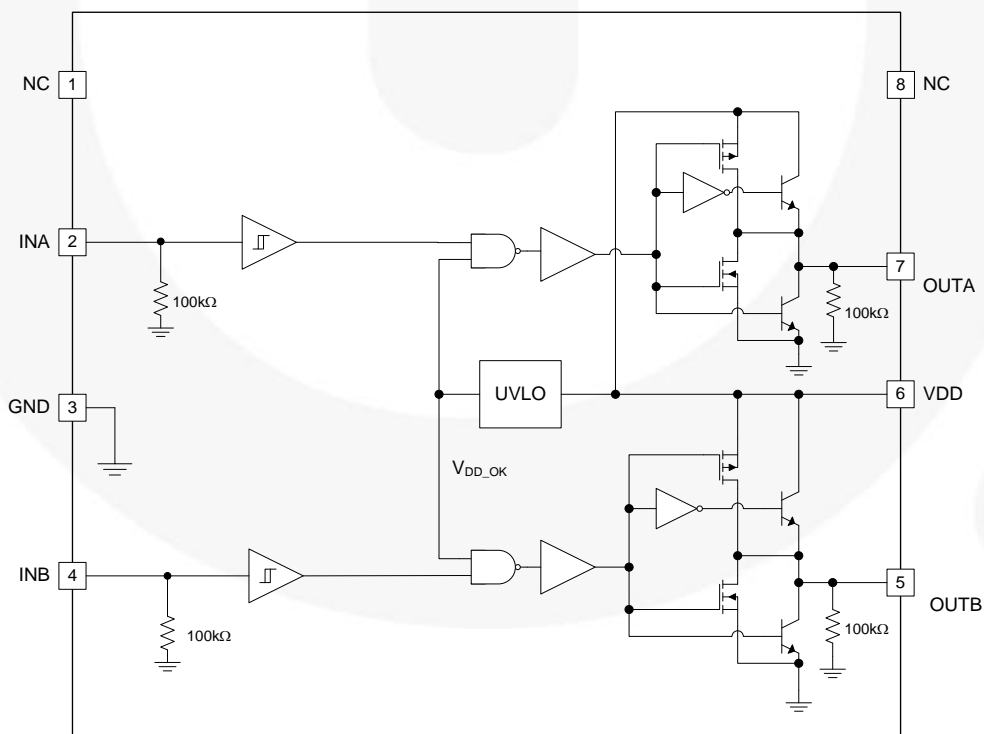 NC 1
8 NC
INA 2
7 OUTA
100kΩ
100kΩ
GND 3
UVLO
6 VDD
V_DD_OK
INB 4
5 OUTB
100kΩ
100kΩ